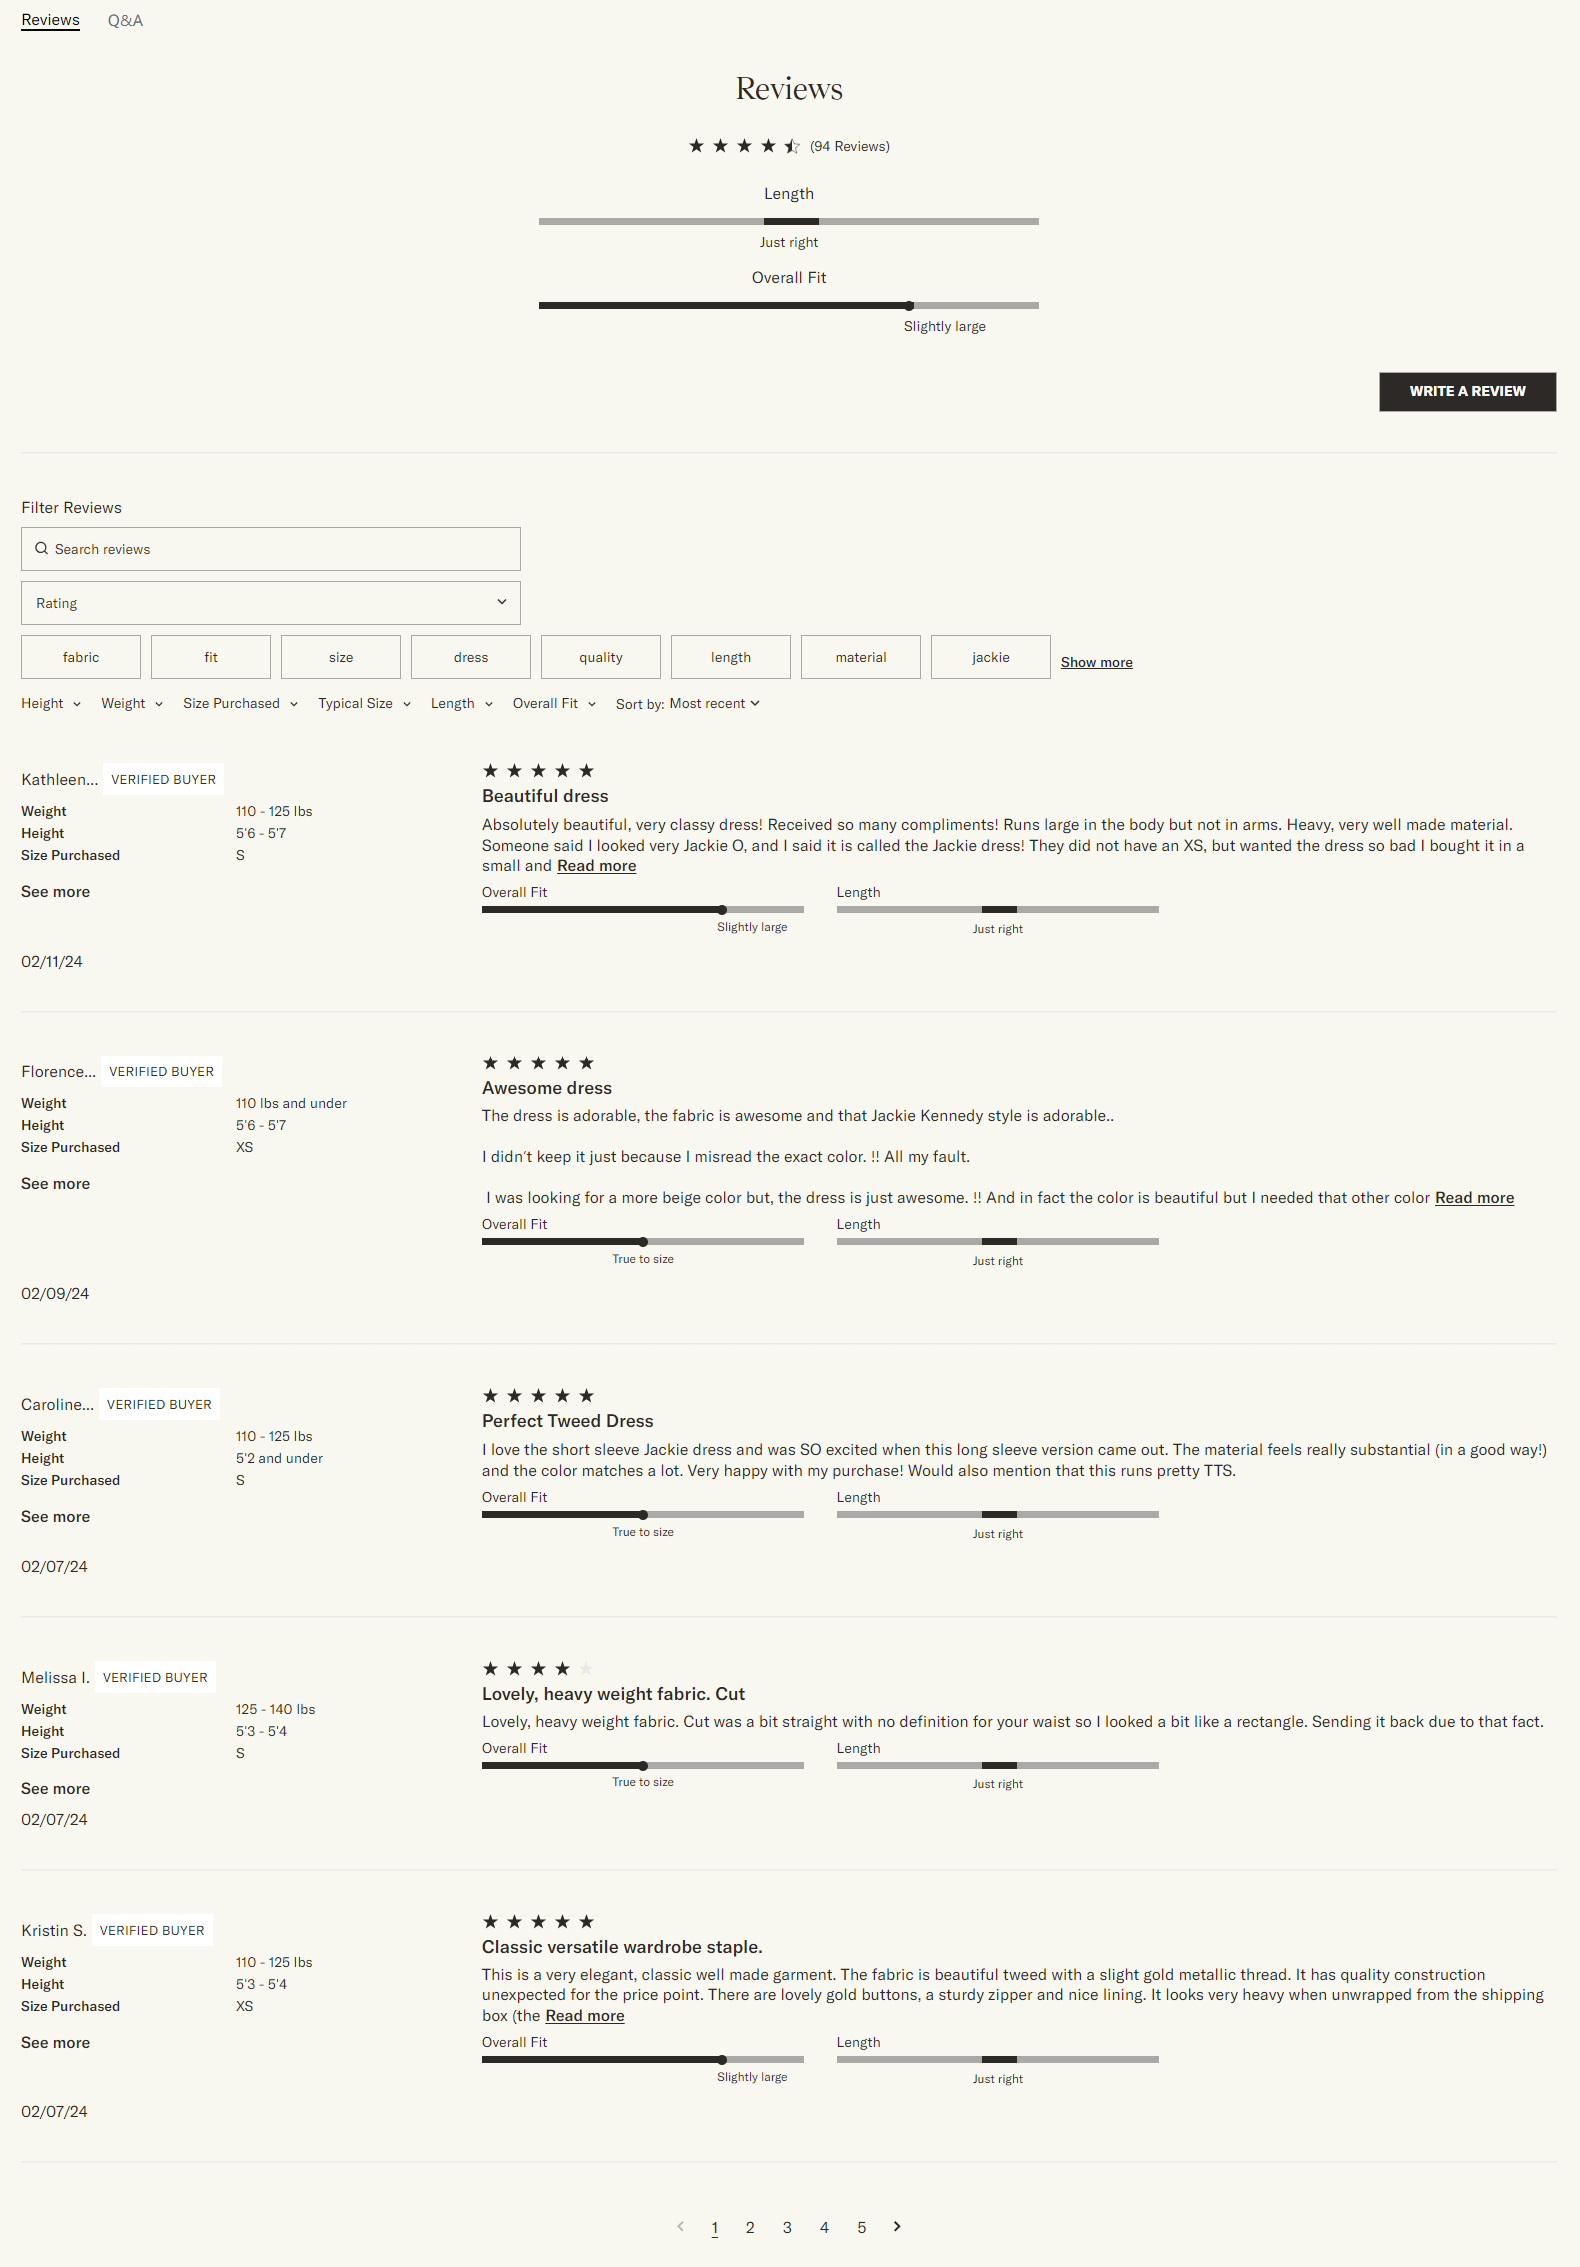 Reviews Q&A
Reviews
(94 Reviews)
Length
Just right
Overall Fit
Slightly large
WRITE A REVIEW
Filter Reviews
Search reviews
Rating
fabric fit size dress quality length material jackie Show more
Height Weight Size Purchased Typical Size Length Overall Fit Sort by: Most recent
Kathleen... VERIFIED BUYER
Weight 110 - 125 lbs
Height 5'6 - 5'7
Size Purchased S
See more
02/11/24
Beautiful dress
Absolutely beautiful, very classy dress! Received so many compliments! Runs large in the body but not in arms. Heavy, very well made material.
Someone said I looked very Jackie O, and I said it is called the Jackie dress! They did not have an XS, but wanted the dress so bad I bought it in a
small and Read more
Overall Fit Length
Slightly large Just right
Florence... VERIFIED BUYER
Weight 110 lbs and under
Height 5'6 - 5'7
Size Purchased XS
See more
02/09/24
Awesome dress
The dress is adorable, the fabric is awesome and that Jackie Kennedy style is adorable..
I didn't keep it just because I misread the exact color. !! All my fault.
I was looking for a more beige color but, the dress is just awesome. !! And in fact the color is beautiful but I needed that other color Read more
Overall Fit Length
True to size Just right
Caroline... VERIFIED BUYER
Weight 110 - 125 lbs
Height 5'2 and under
Size Purchased S
See more
02/07/24
Perfect Tweed Dress
I love the short sleeve Jackie dress and was SO excited when this long sleeve version came out. The material feels really substantial (in a good way!)
and the color matches a lot. Very happy with my purchase! Would also mention that this runs pretty TTS.
Overall Fit Length
True to size Just right
Melissa I. VERIFIED BUYER
Weight 125 - 140 lbs
Height 5'3 - 5'4
Size Purchased S
See more
02/07/24
Lovely, heavy weight fabric. Cut
Lovely, heavy weight fabric. Cut was a bit straight with no definition for your waist so I looked a bit like a rectangle. Sending it back due to that fact.
Overall Fit Length
True to size Just right
Kristin S. VERIFIED BUYER
Weight 110 - 125 lbs
Height 5'3 - 5'4
Size Purchased XS
See more
02/07/24
Classic versatile wardrobe staple.
This is a very elegant, classic well made garment. The fabric is beautiful tweed with a slight gold metallic thread. It has quality construction
unexpected for the price point. There are lovely gold buttons, a sturdy zipper and nice lining. It looks very heavy when unwrapped from the shipping
box (the Read more
Overall Fit Length
Slightly large Just right
1 2 3 4 5